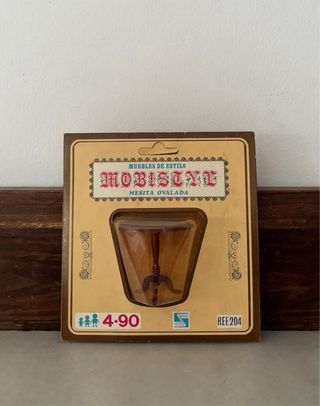 MUEBLES DE ESTILO
MOBISTYL
MESITA OVALADA
4-90
REF.204